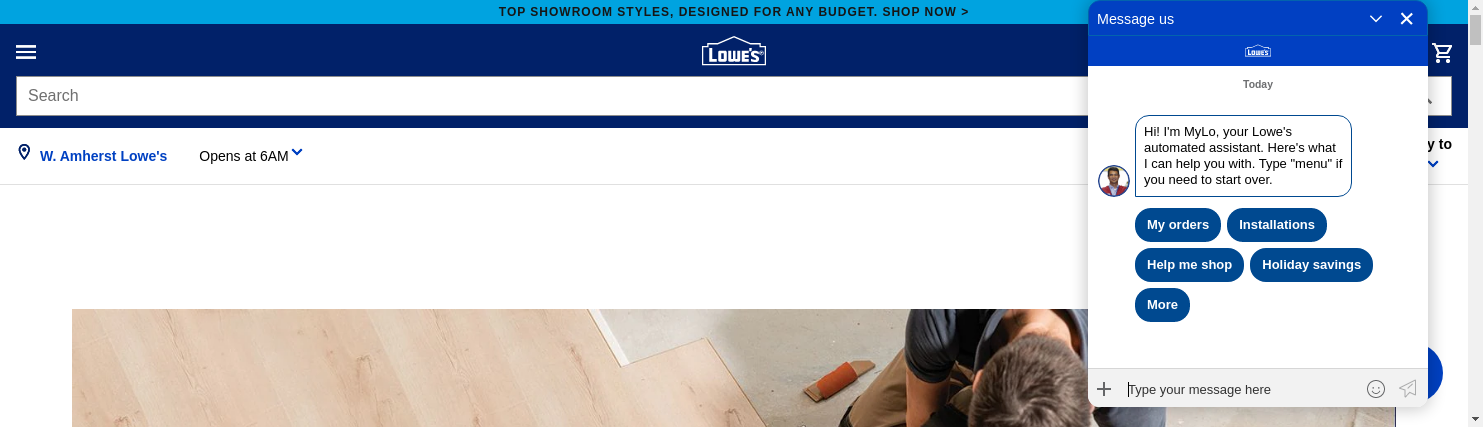 TOP SHOWROOM STYLES, DESIGNED FOR ANY BUDGET. SHOP NOW >
LOWE'S
Search
W. Amherst Lowe's
Opens at 6AM
y to
Message us
LOWE'S
Today
Hi! I'm MyLo, your Lowe's
automated assistant. Here's what
I can help you with. Type "menu" if
you need to start over.
My orders
Installations
Help me shop
Holiday savings
More
Type your message here